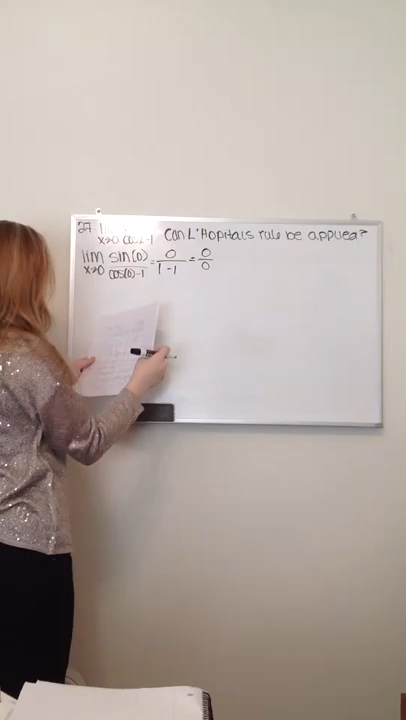 27 lim Can L'Hopitals rule be applied?
x→0 cosx-1
lim sin(0) = 0 = 0
x→0 cos(0)-1 1-1 0